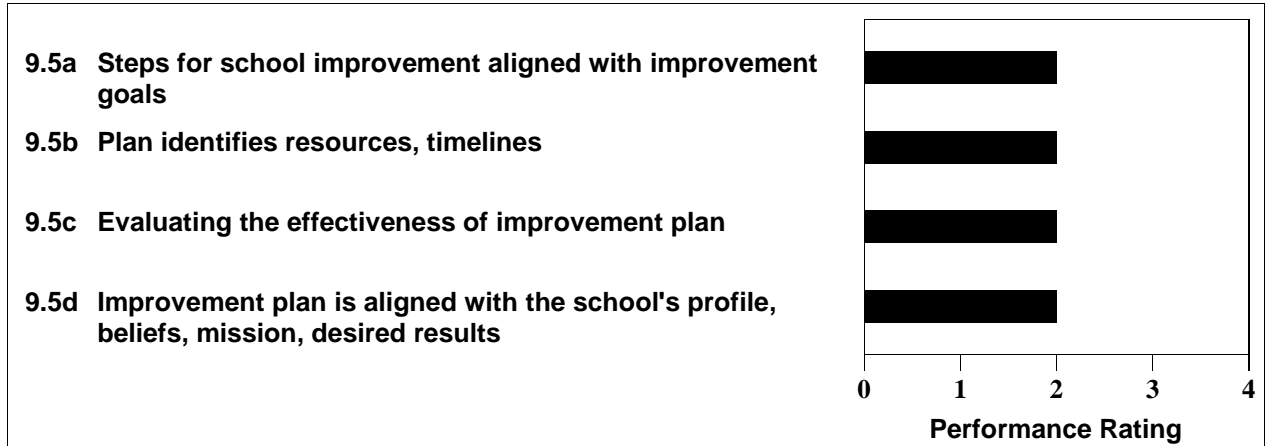 9.5a Steps for school improvement aligned with improvement
goals
9.5b Plan identifies resources, timelines
9.5c Evaluating the effectiveness of improvement plan
9.5d Improvement plan is aligned with the school's profile,
beliefs, mission, desired results
0 1 2 3 4
Performance Rating